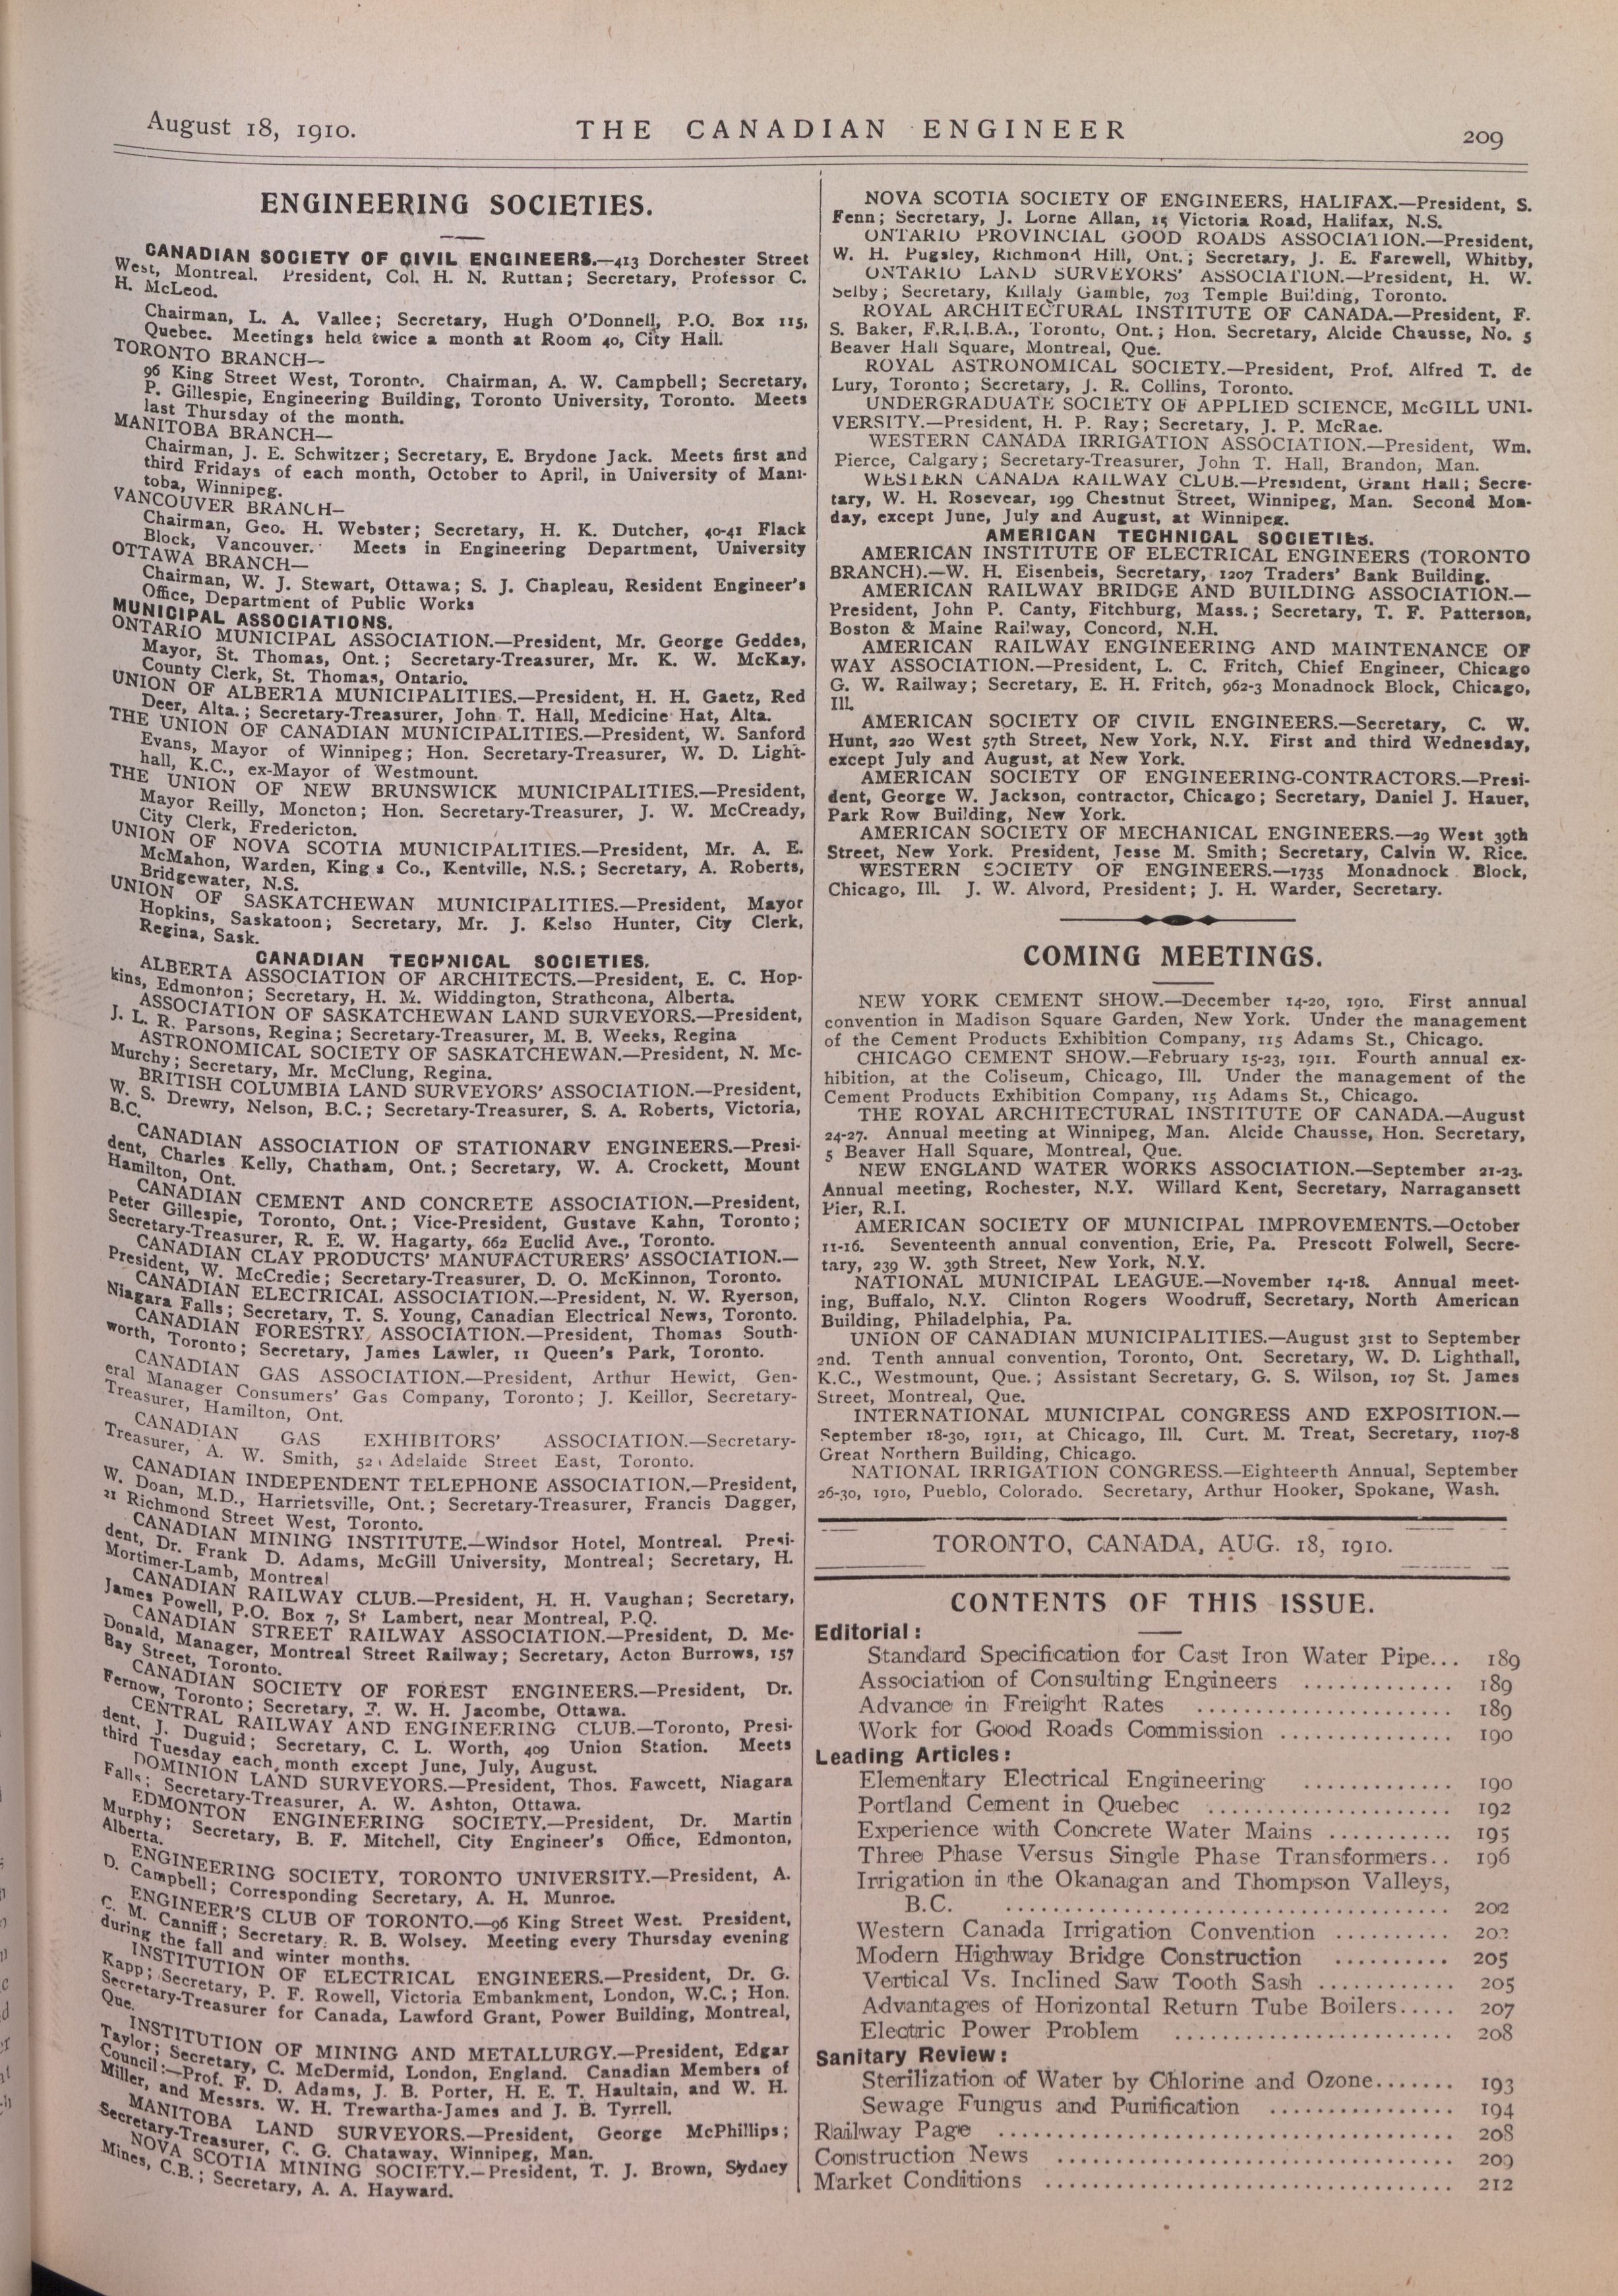 August 18, 1910.
THE CANADIAN ENGINEER
209
ENGINEERING SOCIETIES.
CANADIAN SOCIETY OF CIVIL ENGINEERS.—413 Dorchester Street
West, Montreal. President, Col. H. N. Ruttan; Secretary, Professor C.
H. McLeod.
Chairman, L. A. Vallee; Secretary, Hugh O'Donnell, P.O. Box 115,
Quebec. Meetings held twice a month at Room 40, City Hall.
TORONTO BRANCH—
96 King Street West, Toronto. Chairman, A. W. Campbell; Secretary,
P. Gillespie, Engineering Building, Toronto University, Toronto. Meets
last Thursday of the month.
MANITOBA BRANCH—
Chairman, J. E. Schwitzer; Secretary, E. Brydone Jack. Meets first and
third Fridays of each month, October to April, in University of Mani-
toba, Winnipeg.
VANCOUVER BRANCH—
Chairman, Geo. H. Webster; Secretary, H. K. Dutcher, 40-41 Flack
Block, Vancouver. Meets in Engineering Department, University
OTTAWA BRANCH—
Chairman, W. J. Stewart, Ottawa; S. J. Chapleau, Resident Engineer's
Office, Department of Public Works
MUNICIPAL ASSOCIATIONS.
ONTARIO MUNICIPAL ASSOCIATION.—President, Mr. George Geddes,
Mayor, St. Thomas, Ont.; Secretary-Treasurer, Mr. K. W. McKay,
County Clerk, St. Thomas, Ontario.
UNION OF ALBERTA MUNICIPALITIES.—President, H. H. Gaetz, Red
Deer, Alta.; Secretary-Treasurer, John T. Hall, Medicine Hat, Alta.
THE UNION OF CANADIAN MUNICIPALITIES.—President, W. Sanford
Evans, Mayor of Winnipeg; Hon. Secretary-Treasurer, W. D. Light-
hall, K.C., ex-Mayor of Westmount.
THE UNION OF NEW BRUNSWICK MUNICIPALITIES.—President,
Mayor Reilly, Moncton; Hon. Secretary-Treasurer, J. W. McCready,
City Clerk, Fredericton.
UNION OF NOVA SCOTIA MUNICIPALITIES.—President, Mr. A. E.
McMahon, Warden, King s Co., Kentville, N.S.; Secretary, A. Roberts,
Bridgewater, N.S.
UNION OF SASKATCHEWAN MUNICIPALITIES.—President, Mayor
Hopkins, Saskatoon; Secretary, Mr. J. Kelso Hunter, City Clerk,
Regina, Sask.
CANADIAN TECHNICAL SOCIETIES.
ALBERTA ASSOCIATION OF ARCHITECTS.—President, E. C. Hop-
kins, Edmonton; Secretary, H. M. Widdington, Strathcona, Alberta.
ASSOCIATION OF SASKATCHEWAN LAND SURVEYORS.—President,
J. L. R. Parsons, Regina; Secretary-Treasurer, M. B. Weeks, Regina
ASTRONOMICAL SOCIETY OF SASKATCHEWAN.—President, N. Mc-
Murchy; Secretary, Mr. McClung, Regina.
BRITISH COLUMBIA LAND SURVEYORS' ASSOCIATION.—President,
W. S. Drewry, Nelson, B.C.; Secretary-Treasurer, S. A. Roberts, Victoria,
B.C.
CANADIAN ASSOCIATION OF STATIONARY ENGINEERS.—Presi-
dent, Charles Kelly, Chatham, Ont.; Secretary, W. A. Crockett, Mount
Hamilton, Ont.
CANADIAN CEMENT AND CONCRETE ASSOCIATION.—President,
Peter Gillespie, Toronto, Ont.; Vice-President, Gustave Kahn, Toronto;
Secretary-Treasurer, R. E. W. Hagarty, 662 Euclid Ave., Toronto.
CANADIAN CLAY PRODUCTS' MANUFACTURERS' ASSOCIATION.—
President, W. McCredie; Secretary-Treasurer, D. O. McKinnon, Toronto.
CANADIAN ELECTRICAL ASSOCIATION.—President, N. W. Ryerson,
Niagara Falls; Secretary, T. S. Young, Canadian Electrical News, Toronto.
CANADIAN FORESTRY ASSOCIATION.—President, Thomas South-
worth, Toronto; Secretary, James Lawler, 11 Queen's Park, Toronto.
CANADIAN GAS ASSOCIATION.—President, Arthur Hewitt, Gen-
eral Manager Consumers' Gas Company, Toronto; J. Keillor, Secretary-
Treasurer, Hamilton, Ont.
CANADIAN GAS EXHIBITORS' ASSOCIATION.—Secretary-
Treasurer, A. W. Smith, 52 Adelaide Street East, Toronto.
CANADIAN INDEPENDENT TELEPHONE ASSOCIATION.—President,
W. Doan, M.D., Harrietsville, Ont.; Secretary-Treasurer, Francis Dagger,
21 Richmond Street West, Toronto.
CANADIAN MINING INSTITUTE.—Windsor Hotel, Montreal. Presi-
dent, Dr. Frank D. Adams, McGill University, Montreal; Secretary, H.
Mortimer-Lamb, Montreal
CANADIAN RAILWAY CLUB.—President, H. H. Vaughan; Secretary,
James Powell, P.O. Box 7, St Lambert, near Montreal, P.Q.
CANADIAN STREET RAILWAY ASSOCIATION.—President, D. Mc-
Donald, Manager, Montreal Street Railway; Secretary, Acton Burrows, 157
Bay Street, Toronto.
CANADIAN SOCIETY OF FOREST ENGINEERS.—President, Dr.
Fernow, Toronto; Secretary, F. W. H. Jacombe, Ottawa.
CENTRAL RAILWAY AND ENGINEERING CLUB.—Toronto, Presi-
dent, J. Duguid; Secretary, C. L. Worth, 409 Union Station. Meets
third Tuesday each month except June, July, August.
DOMINION LAND SURVEYORS.—President, Thos. Fawcett, Niagara
Falls; Secretary-Treasurer, A. W. Ashton, Ottawa.
EDMONTON ENGINEERING SOCIETY.—President, Dr. Martin
Murphy; Secretary, B. F. Mitchell, City Engineer's Office, Edmonton,
Alberta.
ENGINEERING SOCIETY, TORONTO UNIVERSITY.—President, A.
D. Campbell; Corresponding Secretary, A. H. Munroe.
ENGINEER'S CLUB OF TORONTO.—96 King Street West. President,
C. M. Canniff; Secretary, R. B. Wolsey. Meeting every Thursday evening
during the fall and winter months.
INSTITUTION OF ELECTRICAL ENGINEERS.—President, Dr. G.
Kapp; Secretary, P. F. Rowell, Victoria Embankment, London, W.C.; Hon.
Secretary-Treasurer for Canada, Lawford Grant, Power Building, Montreal,
Que.
INSTITUTION OF MINING AND METALLURGY.—President, Edgar
Taylor; Secretary, C. McDermid, London, England. Canadian Members of
Council:—Prof. F. D. Adams, J. B. Porter, H. E. T. Haultain, and W. H.
Miller, and Messrs. W. H. Trewartha-James and J. B. Tyrrell.
MANITOBA LAND SURVEYORS.—President, George McPhillips;
Secretary-Treasurer, C. G. Chataway, Winnipeg, Man.
NOVA SCOTIA MINING SOCIETY.—President, T. J. Brown, Sydney
Mines, C.B.; Secretary, A. A. Hayward.
NOVA SCOTIA SOCIETY OF ENGINEERS, HALIFAX.—President, S.
Fenn; Secretary, J. Lorne Allan, 15 Victoria Road, Halifax, N.S.
ONTARIO PROVINCIAL GOOD ROADS ASSOCIATION.—President,
W. H. Pugsley, Richmond Hill, Ont.; Secretary, J. E. Farewell, Whitby,
ONTARIO LAND SURVEYORS' ASSOCIATION.—President, H. W.
Selby; Secretary, Killaly Gamble, 703 Temple Building, Toronto.
ROYAL ARCHITECTURAL INSTITUTE OF CANADA.—President, F.
S. Baker, F.R.I.B.A., Toronto, Ont.; Hon. Secretary, Alcide Chausse, No. 5
Beaver Hall Square, Montreal, Que.
ROYAL ASTRONOMICAL SOCIETY.—President, Prof. Alfred T. de
Lury, Toronto; Secretary, J. R. Collins, Toronto.
UNDERGRADUATE SOCIETY OF APPLIED SCIENCE, McGILL UNI-
VERSITY.—President, H. P. Ray; Secretary, J. P. McRae.
WESTERN CANADA IRRIGATION ASSOCIATION.—President, Wm.
Pierce, Calgary; Secretary-Treasurer, John T. Hall, Brandon, Man.
WESTERN CANADA RAILWAY CLUB.—President, Grant Hall; Secre-
tary, W. H. Rosevear, 199 Chestnut Street, Winnipeg, Man. Second Mon-
day, except June, July and August, at Winnipeg.
AMERICAN TECHNICAL SOCIETIES.
AMERICAN INSTITUTE OF ELECTRICAL ENGINEERS (TORONTO
BRANCH).—W. H. Eisenbeis, Secretary, 1207 Traders' Bank Building.
AMERICAN RAILWAY BRIDGE AND BUILDING ASSOCIATION.—
President, John P. Canty, Fitchburg, Mass.; Secretary, T. F. Patterson,
Boston & Maine Railway, Concord, N.H.
AMERICAN RAILWAY ENGINEERING AND MAINTENANCE OF
WAY ASSOCIATION.—President, L. C. Fritch, Chief Engineer, Chicago
G. W. Railway; Secretary, E. H. Fritch, 962-3 Monadnock Block, Chicago,
Ill.
AMERICAN SOCIETY OF CIVIL ENGINEERS.—Secretary, C. W.
Hunt, 220 West 57th Street, New York, N.Y. First and third Wednesday,
except July and August, at New York.
AMERICAN SOCIETY OF ENGINEERING-CONTRACTORS.—Presi-
dent, George W. Jackson, contractor, Chicago; Secretary, Daniel J. Hauer,
Park Row Building, New York.
AMERICAN SOCIETY OF MECHANICAL ENGINEERS.—29 West 39th
Street, New York. President, Jesse M. Smith; Secretary, Calvin W. Rice.
WESTERN SOCIETY OF ENGINEERS.—1735 Monadnock Block,
Chicago, Ill. J. W. Alvord, President; J. H. Warder, Secretary.
COMING MEETINGS.
NEW YORK CEMENT SHOW.—December 14-20, 1910. First annual
convention in Madison Square Garden, New York. Under the management
of the Cement Products Exhibition Company, 115 Adams St., Chicago.
CHICAGO CEMENT SHOW.—February 15-23, 1911. Fourth annual ex-
hibition, at the Coliseum, Chicago, Ill. Under the management of the
Cement Products Exhibition Company, 115 Adams St., Chicago.
THE ROYAL ARCHITECTURAL INSTITUTE OF CANADA.—August
24-27. Annual meeting at Winnipeg, Man. Alcide Chausse, Hon. Secretary,
5 Beaver Hall Square, Montreal, Que.
NEW ENGLAND WATER WORKS ASSOCIATION.—September 21-23.
Annual meeting, Rochester, N.Y. Willard Kent, Secretary, Narragansett
Pier, R.I.
AMERICAN SOCIETY OF MUNICIPAL IMPROVEMENTS.—October
11-16. Seventeenth annual convention, Erie, Pa. Prescott Folwell, Secre-
tary, 239 W. 39th Street, New York, N.Y.
NATIONAL MUNICIPAL LEAGUE.—November 14-18. Annual meet-
ing, Buffalo, N.Y. Clinton Rogers Woodruff, Secretary, North American
Building, Philadelphia, Pa.
UNION OF CANADIAN MUNICIPALITIES.—August 31st to September
2nd. Tenth annual convention, Toronto, Ont. Secretary, W. D. Lighthall,
K.C., Westmount, Que.; Assistant Secretary, G. S. Wilson, 107 St. James
Street, Montreal, Que.
INTERNATIONAL MUNICIPAL CONGRESS AND EXPOSITION.—
September 18-30, 1911, at Chicago, Ill. Curt. M. Treat, Secretary, 1107-8
Great Northern Building, Chicago.
NATIONAL IRRIGATION CONGRESS.—Eighteenth Annual, September
26-30, 1910, Pueblo, Colorado. Secretary, Arthur Hooker, Spokane, Wash.
TORONTO, CANADA, AUG. 18, 1910.
CONTENTS OF THIS ISSUE.
Editorial:
Standard Specification for Cast Iron Water Pipe... 189
Association of Consulting Engineers ............. 189
Advance in Freight Rates ...................... 189
Work for Good Roads Commission ............... 190
Leading Articles:
Elementary Electrical Engineering ............. 190
Portland Cement in Quebec ..................... 192
Experience with Concrete Water Mains ........... 195
Three Phase Versus Single Phase Transformers.. 196
Irrigation in the Okanagan and Thompson Valleys,
B.C. ...................................... 202
Western Canada Irrigation Convention .......... 202
Modern Highway Bridge Construction .......... 205
Vertical Vs. Inclined Saw Tooth Sash ............ 205
Advantages of Horizontal Return Tube Boilers..... 207
Electric Power Problem ........................ 208
Sanitary Review:
Sterilization of Water by Chlorine and Ozone....... 193
Sewage Fungus and Purification ................ 194
Railway Page ....................................... 208
Construction News .................................. 209
Market Conditions ................................... 212